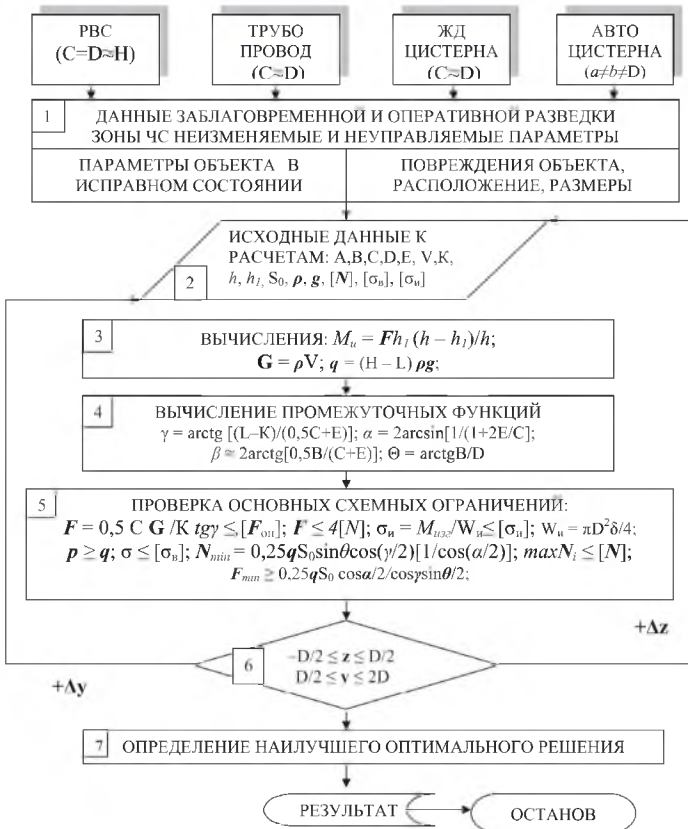 РВС
(C=D≈H)
ТРУБО
ПРОВОД
(C≈D)
ЖД
ЦИСТЕРНА
(C≈D)
АВТО
ЦИСТЕРНА
(a≠b≠D)
1
ДАННЫЕ ЗАБЛАГОВРЕМЕННОЙ И ОПЕРАТИВНОЙ РАЗВЕДКИ
ЗОНЫ ЧС НЕИЗМЕНЯЕМЫЕ И НЕУПРАВЛЯЕМЫЕ ПАРАМЕТРЫ
ПАРАМЕТРЫ ОБЪЕКТА В
ИСПРАВНОМ СОСТОЯНИИ
ПОВРЕЖДЕНИЯ ОБЪЕКТА,
РАСПОЛОЖЕНИЕ, РАЗМЕРЫ
ИСХОДНЫЕ ДАННЫЕ К
РАСЧЕТАМ: A,B,C,D,E, V,K,
h, h₁, S₀, ρ, g, [N], [σв], [σи]
2
3
ВЫЧИСЛЕНИЯ: Mи = Fh₁ (h – h₁)/h;
G = ρV; q = (H – L) ρg;
4
ВЫЧИСЛЕНИЕ ПРОМЕЖУТОЧНЫХ ФУНКЦИЙ
γ = arctg [(L–K)/(0,5C+E)]; α = 2arcsin[1/(1+2E/C];
β ≈ 2arctg[0,5B/(C+E)]; Θ = arctgB/D
5
ПРОВЕРКА ОСНОВНЫХ СХЕМНЫХ ОГРАНИЧЕНИЙ:
F = 0,5 C G /K tgγ ≤ [Fоп]; F ≤ 4[N]; σи = Mизг/Wи ≤ [σи]; Wи = πD²δ/4;
p ≥ q; σ ≤ [σв]; Nmin = 0,25qS₀sinθcos(γ/2)[1/cos(α/2)]; maxNi ≤ [N];
Fmin ≥ 0,25qS₀ cosα/2/cosγsinθ/2;
+Δz
6
–D/2 ≤ z ≤ D/2
D/2 ≤ y ≤ 2D
+Δy
7
ОПРЕДЕЛЕНИЕ НАИЛУЧШЕГО ОПТИМАЛЬНОГО РЕШЕНИЯ
РЕЗУЛЬТАТ
ОСТАНОВ